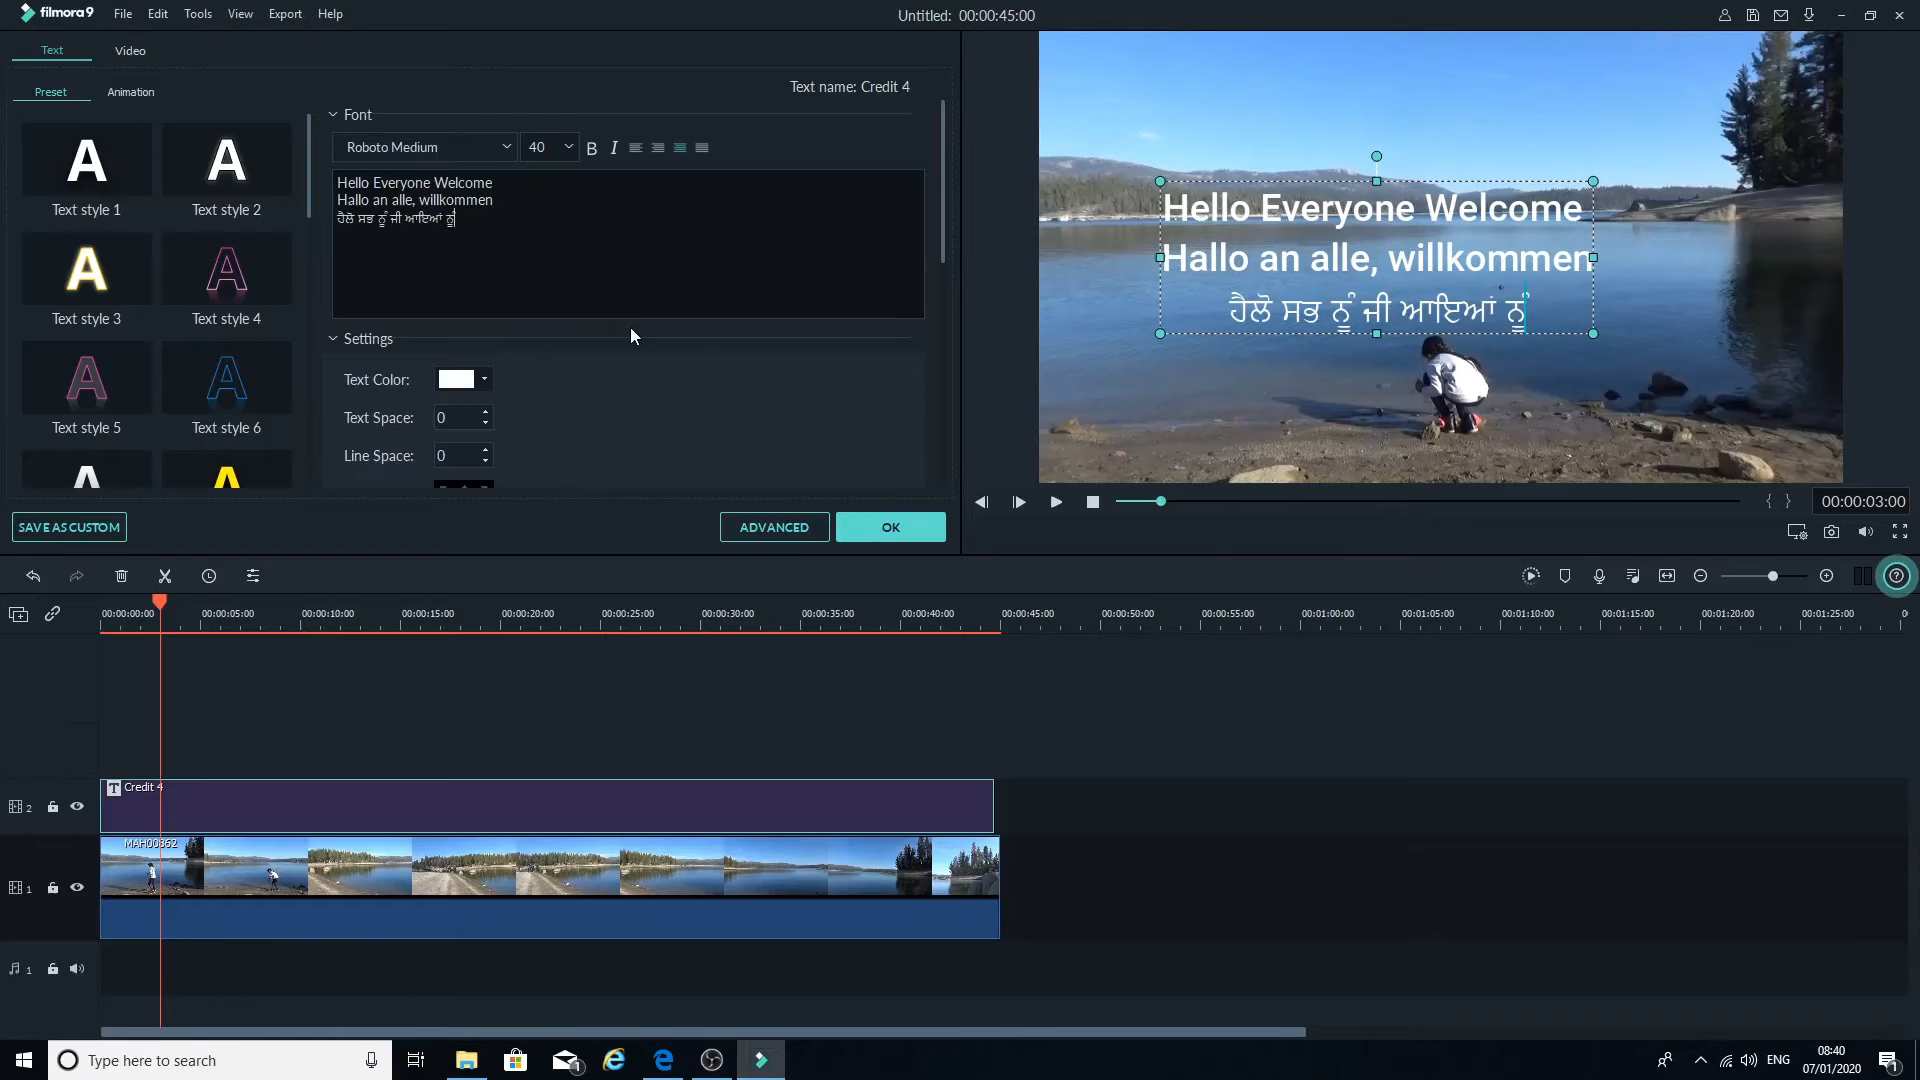 filmora9 File Edit Tools View Export Help
Untitled: 00:00:45:00
Text Video
Preset Animation
Text name: Credit 4
Font
Roboto Medium 40 B I
Hello Everyone Welcome
Hallo an alle, willkommen
ਹੈਲੋ ਸਭ ਨੂੰ ਜੀ ਆਇਆਂ ਨੂੰ
Text style 1 Text style 2
Text style 3 Text style 4
Text style 5 Text style 6
Settings
Text Color:
Text Space: 0
Line Space: 0
SAVE AS CUSTOM ADVANCED OK
Hello Everyone Welcome
Hallo an alle, willkommen
ਹੈਲੋ ਸਭ ਨੂੰ ਜੀ ਆਇਆਂ ਨੂੰ
00:00:03:00
00:00:00:00 00:00:05:00 00:00:10:00 00:00:15:00 00:00:20:00 00:00:25:00 00:00:30:00 00:00:35:00 00:00:40:00 00:00:45:00 00:00:50:00 00:00:55:00 00:01:00:00 00:01:05:00 00:01:10:00 00:01:15:00 00:01:20:00 00:01:25:00
T Credit 4
2
MAH00862
1
1
Type here to search
1
ENG
08:40
07/01/2020
1